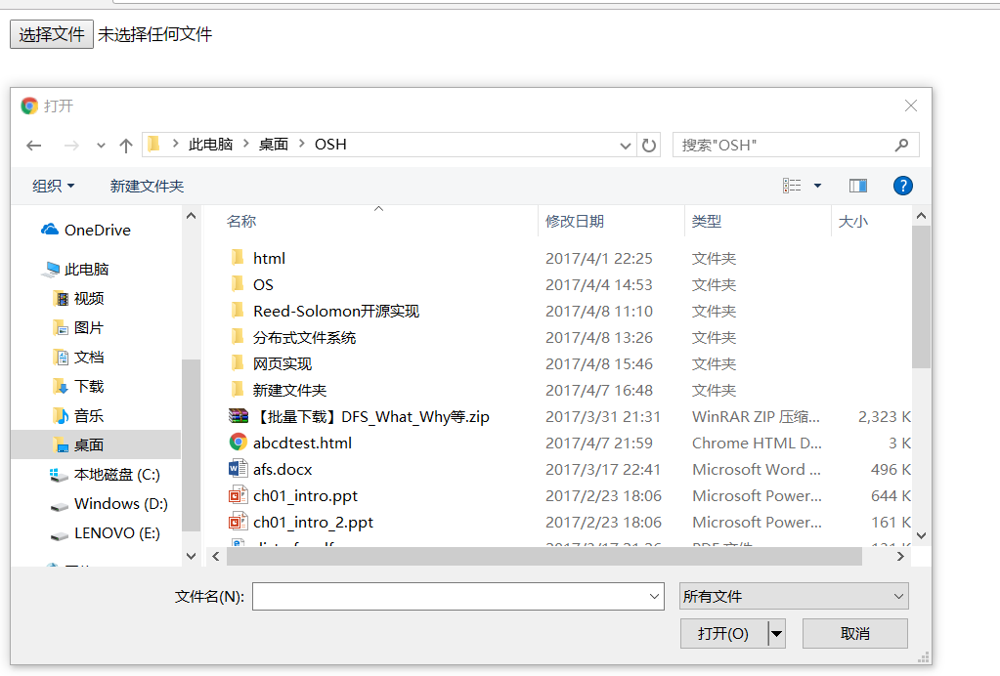 选择文件 未选择任何文件
打开
此电脑 桌面 OSH 搜索"OSH"
组织 新建文件夹 ?
OneDrive
此电脑
视频
图片
文档
下载
音乐
桌面
本地磁盘 (C:)
Windows (D:)
LENOVO (E:)
名称 修改日期 类型 大小
html 2017/4/1 22:25 文件夹
OS 2017/4/4 14:53 文件夹
Reed-Solomon开源实现 2017/4/8 11:10 文件夹
分布式文件系统 2017/4/8 13:26 文件夹
网页实现 2017/4/8 15:46 文件夹
新建文件夹 2017/4/7 16:48 文件夹
【批量下载】DFS_What_Why等.zip 2017/3/31 21:31 WinRAR ZIP 压缩... 2,323 K
abcdtest.html 2017/4/7 21:59 Chrome HTML D... 3 K
afs.docx 2017/3/17 22:41 Microsoft Word ... 496 K
ch01_intro.ppt 2017/2/23 18:06 Microsoft Power... 644 K
ch01_intro_2.ppt 2017/2/23 18:06 Microsoft Power... 161 K
文件名(N): 所有文件
打开(O) 取消